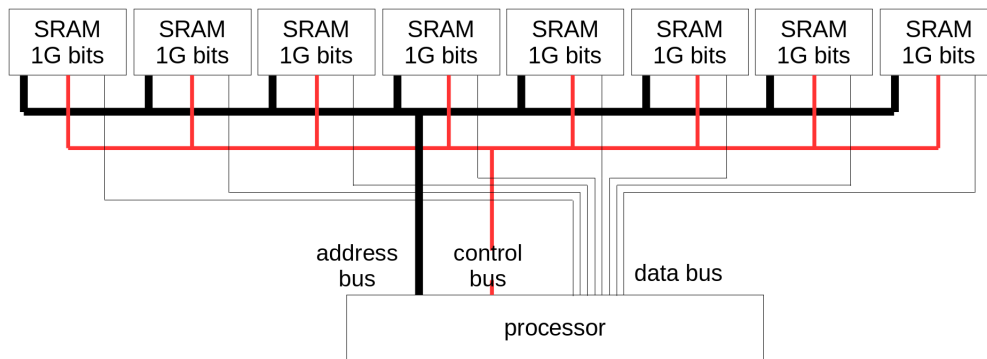 SRAM
1G bits
SRAM
1G bits
SRAM
1G bits
SRAM
1G bits
SRAM
1G bits
SRAM
1G bits
SRAM
1G bits
SRAM
1G bits
address
bus
control
bus
data bus
processor